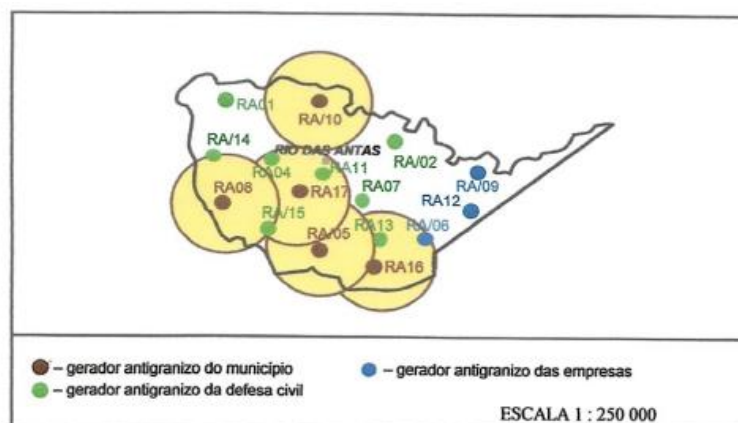 RA01
RA/10
RA/14
RIO DAS ANTAS
RA/02
RA04
RA11
RA/09
RA08
RA17
RA07
RA12
RA/15
RA/05
RA13
RA/06
RA16
– gerador antigranizo do município
– gerador antigranizo das empresas
– gerador antigranizo da defesa civil
ESCALA 1 : 250 000